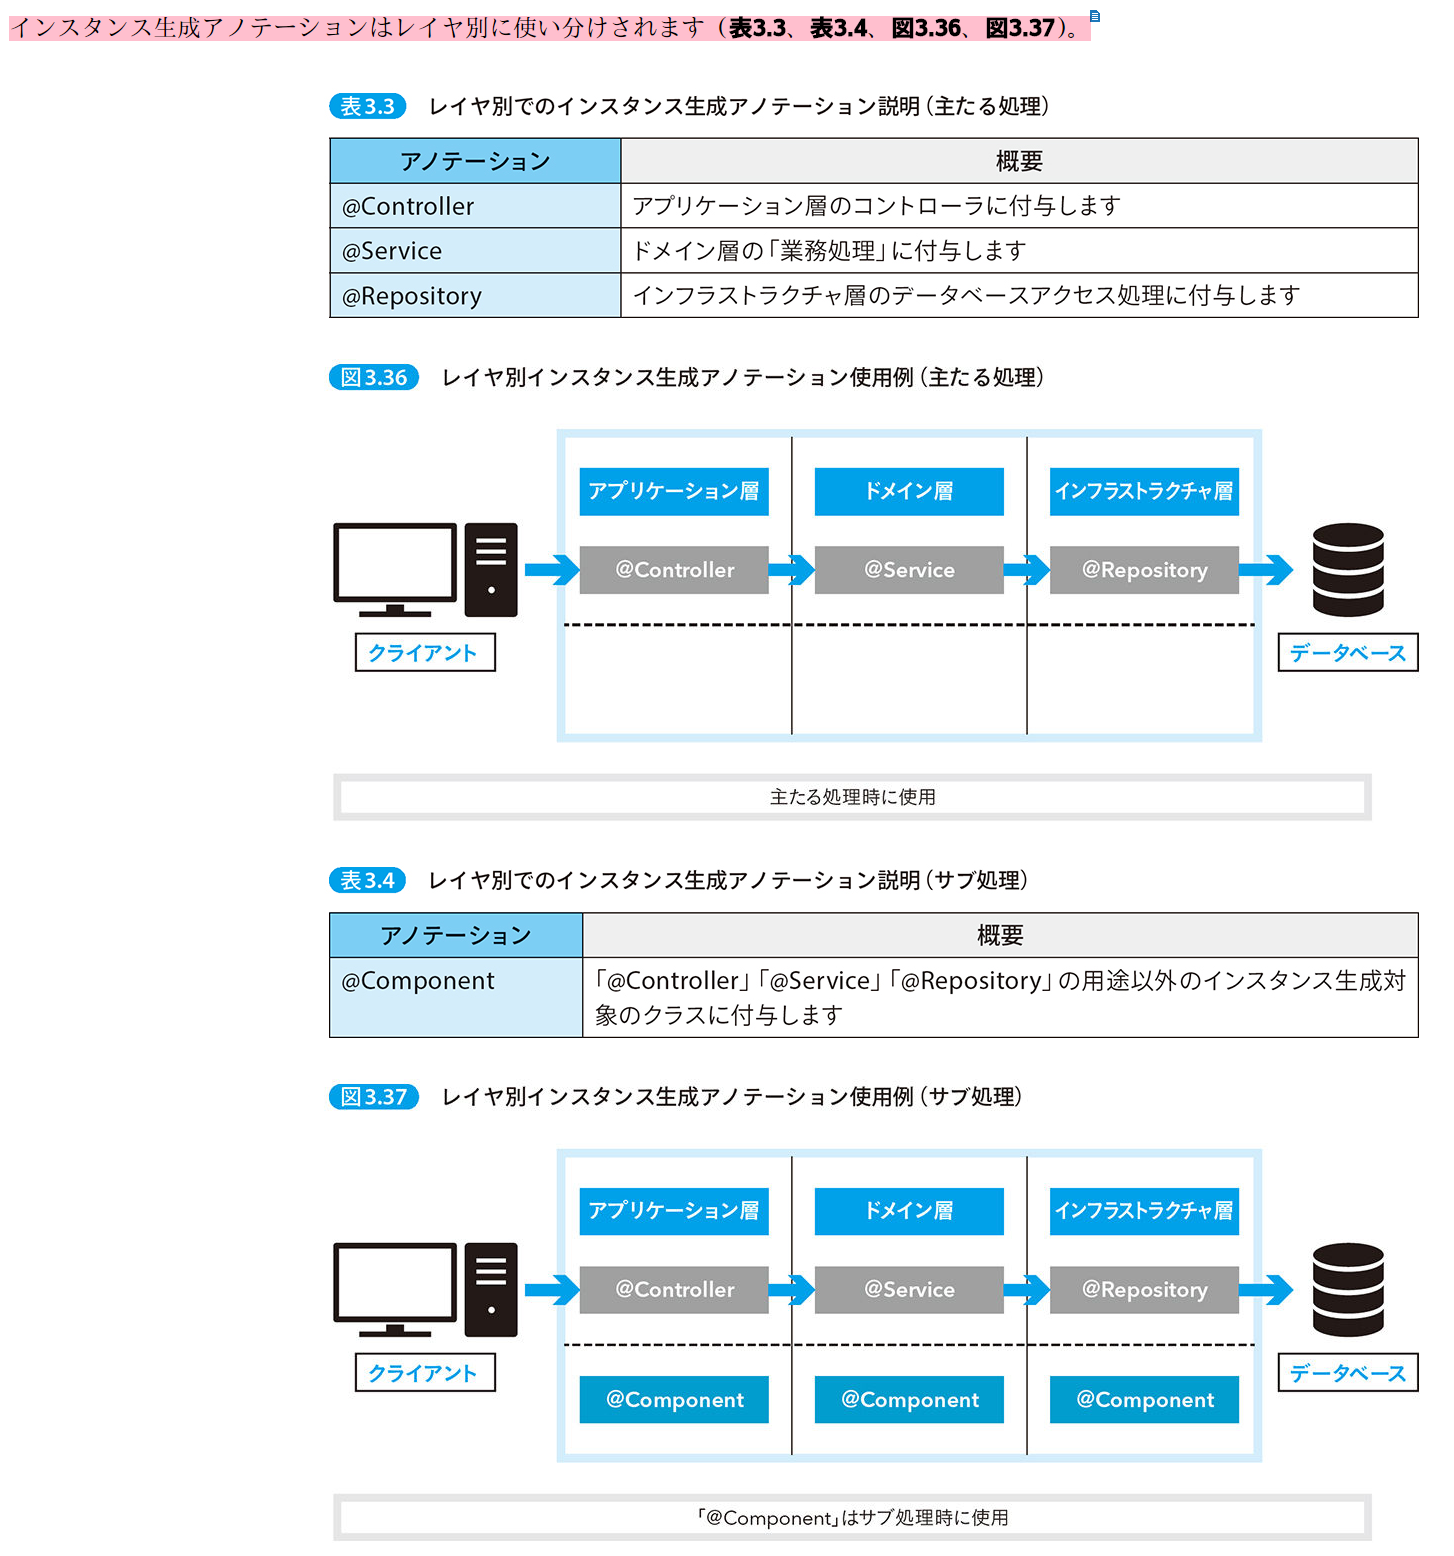 インスタンス生成アノテーションはレイヤ別に使い分けされます（表3.3、表3.4、図3.36、図3.37）。
表3.3 レイヤ別でのインスタンス生成アノテーション説明（主たる処理）
アノテーション 概要
@Controller アプリケーション層のコントローラに付与します
@Service ドメイン層の「業務処理」に付与します
@Repository インフラストラクチャ層のデータベースアクセス処理に付与します
図3.36 レイヤ別インスタンス生成アノテーション使用例（主たる処理）
アプリケーション層 ドメイン層 インフラストラクチャ層
@Controller @Service @Repository
クライアント データベース
主たる処理時に使用
表3.4 レイヤ別でのインスタンス生成アノテーション説明（サブ処理）
アノテーション 概要
@Component 「@Controller」「@Service」「@Repository」の用途以外のインスタンス生成対
象のクラスに付与します
図3.37 レイヤ別インスタンス生成アノテーション使用例（サブ処理）
アプリケーション層 ドメイン層 インフラストラクチャ層
@Controller @Service @Repository
クライアント データベース
@Component @Component @Component
「@Component」はサブ処理時に使用